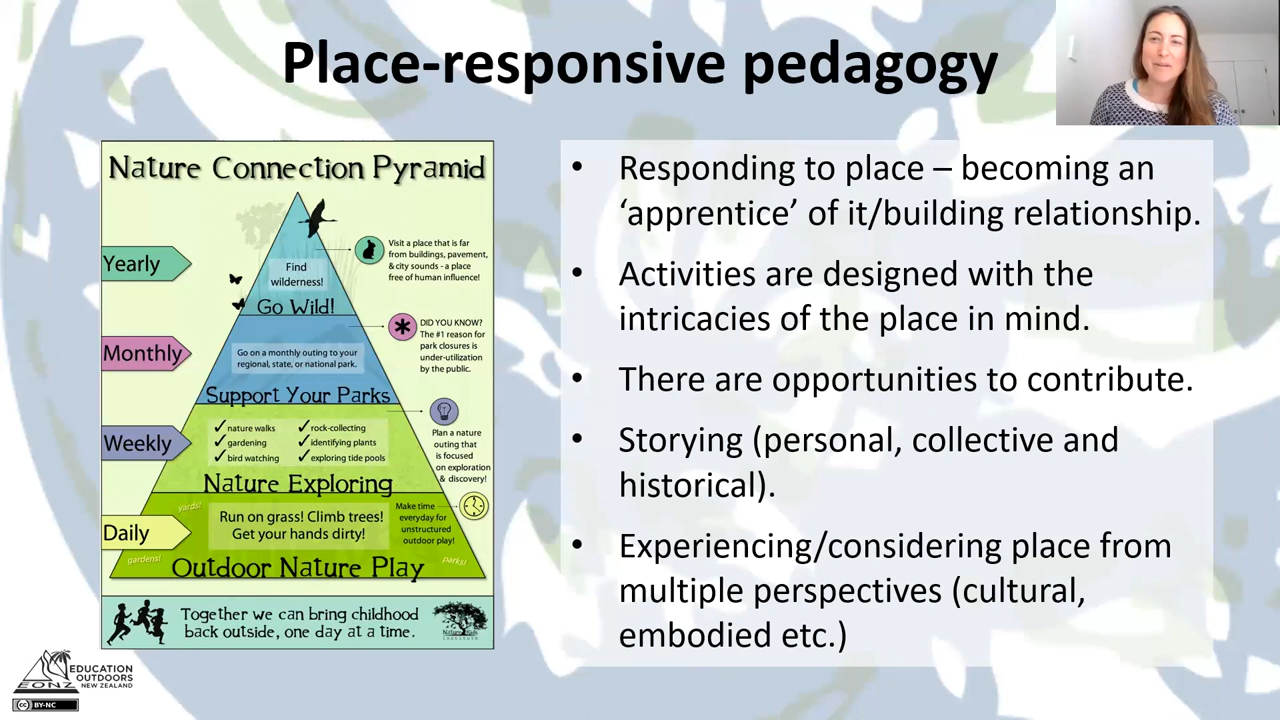 Place-responsive pedagogy
Nature Connection Pyramid
Yearly
Find
wilderness!
Go Wild!
Visit a place that is far
from buildings, pavement,
& city sounds - a place
free of human influence!
Monthly
Go on a monthly outing to your
regional, state, or national park.
Support Your Parks
DID YOU KNOW?
The #1 reason for
park closures is
under-utilization
by the public.
Weekly
✓ nature walks
✓ gardening
✓ bird watching
✓ rock-collecting
✓ identifying plants
✓ exploring tide pools
Nature Exploring
Plan a nature
outing that
is focused
on exploration
& discovery!
Daily
yards!
Run on grass! Climb trees!
Get your hands dirty!
gardens!
Outdoor Nature Play
parks!
Make time
everyday for
unstructured
outdoor play!
Together we can bring childhood
back outside, one day at a time.
• Responding to place – becoming an
‘apprentice’ of it/building relationship.
• Activities are designed with the
intricacies of the place in mind.
• There are opportunities to contribute.
• Storying (personal, collective and
historical).
• Experiencing/considering place from
multiple perspectives (cultural,
embodied etc.)
EONZ
EDUCATION
OUTDOORS
NEW ZEALAND
cc BY-NC